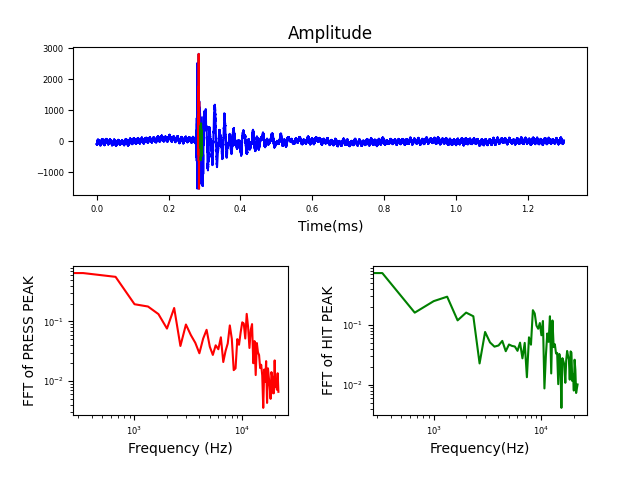 Amplitude
3000
2000
1000
0
−1000
0.0 0.2 0.4 0.6 0.8 1.0 1.2
Time(ms)
FFT of PRESS PEAK
10⁻¹
10⁻²
10³ 10⁴
Frequency (Hz)
FFT of HIT PEAK
10⁻¹
10⁻²
10³ 10⁴
Frequency(Hz)